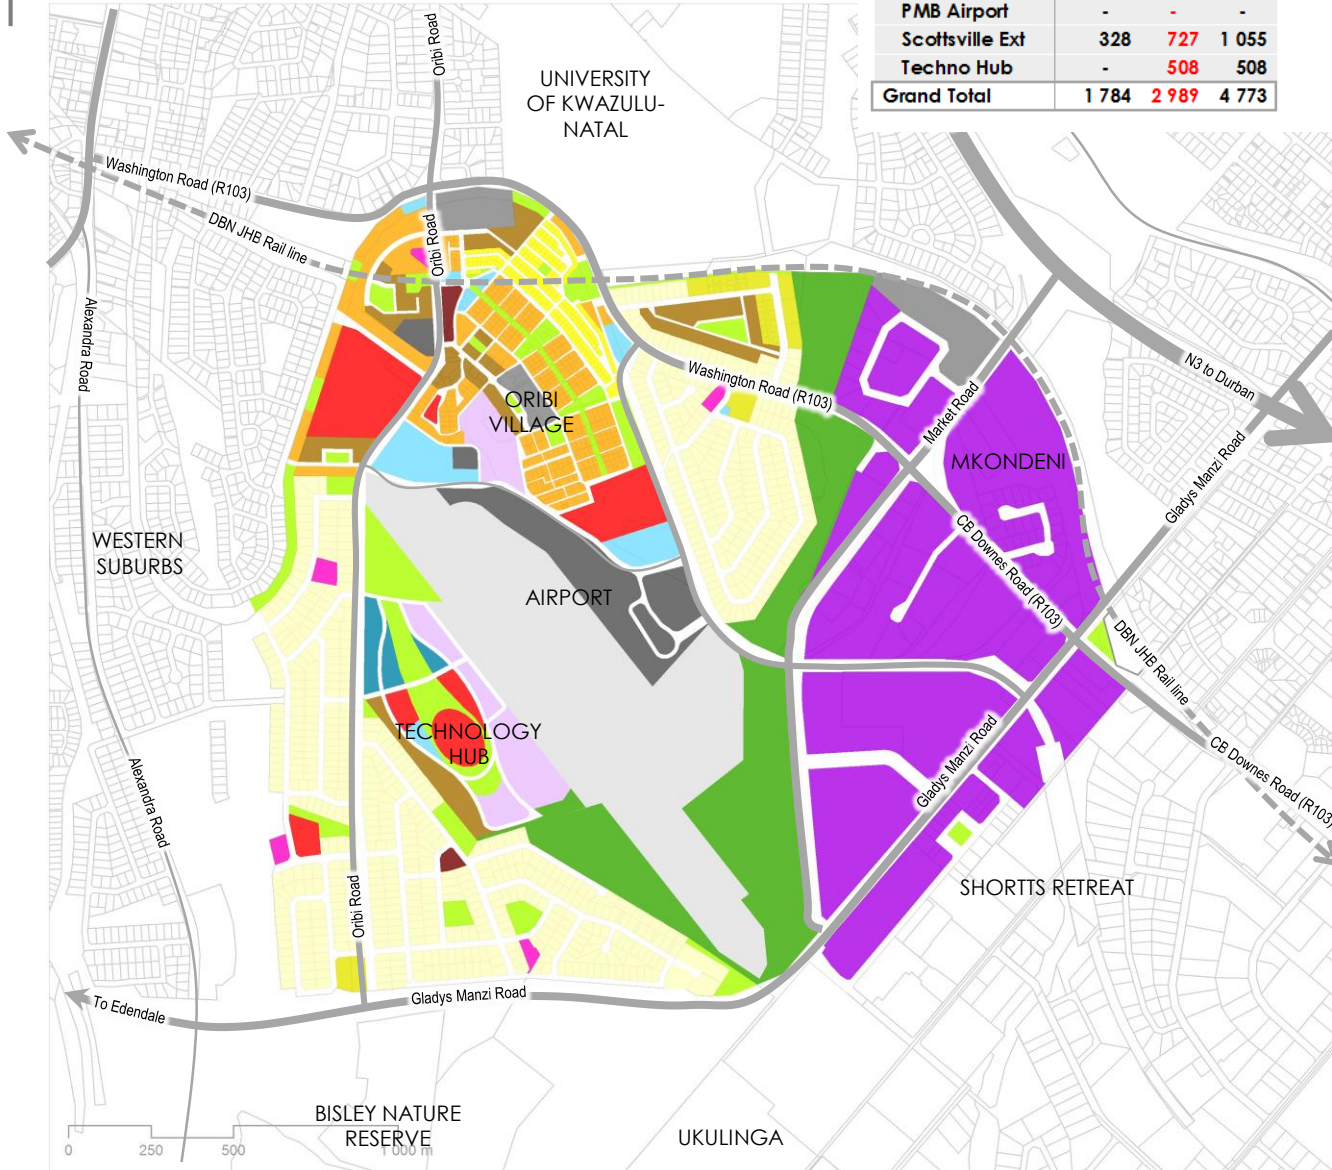 PMB Airport - - -
Scottsville Ext 328 727 1 055
Techno Hub - 508 508
Grand Total 1 784 2 989 4 773
Oribi Road
UNIVERSITY
OF KWAZULU-
NATAL
Washington Road (R103)
DBN JHB Rail line
Oribi Road
Alexandra Road
N3 to Durban
Washington Road (R103)
Market Road
ORIBI
VILLAGE
MKONDENI
Gladys Manzi Road
WESTERN
SUBURBS
CB Downes Road (R103)
AIRPORT
DBN JHB Rail line
TECHNOLOGY
HUB
Gladys Manzi Road
CB Downes Road (R103)
Alexandra Road
SHORTTS RETREAT
Oribi Road
To Edendale
Gladys Manzi Road
BISLEY NATURE
RESERVE
UKULINGA
0 250 500 1 000 m